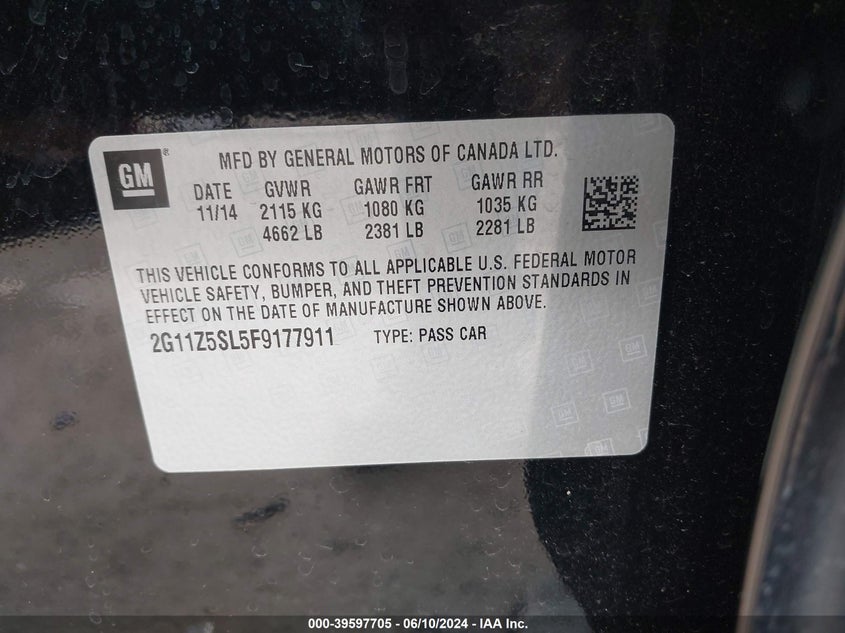 GM
MFD BY GENERAL MOTORS OF CANADA LTD.
DATE GVWR GAWR FRT GAWR RR
11/14 2115 KG 1080 KG 1035 KG
4662 LB 2381 LB 2281 LB
THIS VEHICLE CONFORMS TO ALL APPLICABLE U.S. FEDERAL MOTOR
VEHICLE SAFETY, BUMPER, AND THEFT PREVENTION STANDARDS IN
EFFECT ON THE DATE OF MANUFACTURE SHOWN ABOVE.
2G11Z5SL5F9177911 TYPE: PASS CAR
000-39597705 - 06/10/2024 - IAA Inc.